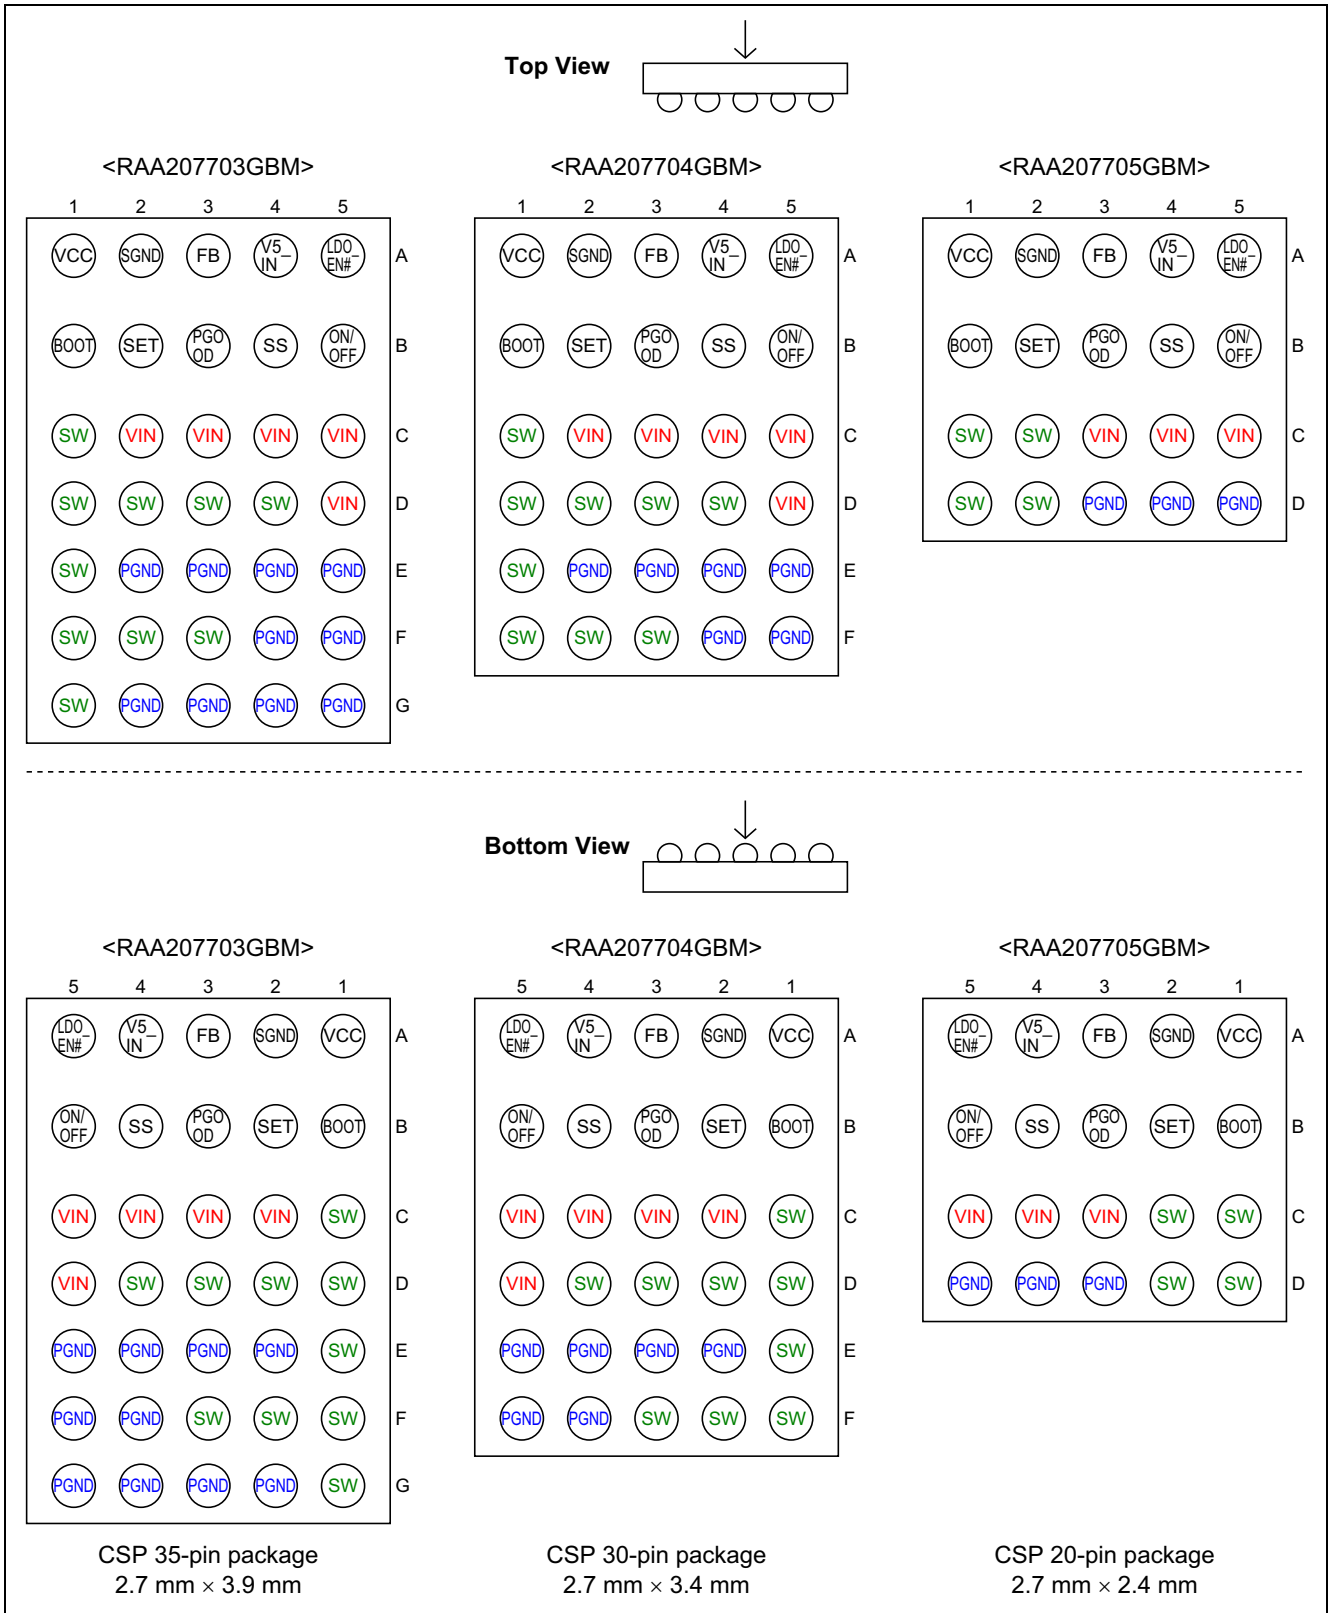 Top View
<RAA207703GBM> <RAA207704GBM> <RAA207705GBM>
1 2 3 4 5 1 2 3 4 5 1 2 3 4 5
VCC SGND FB V5_IN LDO_EN# A VCC SGND FB V5_IN LDO_EN# A VCC SGND FB V5_IN LDO_EN# A
BOOT SET PGOOD SS ON/OFF B BOOT SET PGOOD SS ON/OFF B BOOT SET PGOOD SS ON/OFF B
SW VIN VIN VIN VIN C SW VIN VIN VIN VIN C SW SW VIN VIN VIN C
SW SW SW SW VIN D SW SW SW SW VIN D SW SW PGND PGND PGND D
SW PGND PGND PGND PGND E SW PGND PGND PGND PGND E
SW SW SW PGND PGND F SW SW SW PGND PGND F
SW PGND PGND PGND PGND G
Bottom View
<RAA207703GBM> <RAA207704GBM> <RAA207705GBM>
5 4 3 2 1 5 4 3 2 1 5 4 3 2 1
LDO_EN# V5_IN FB SGND VCC A LDO_EN# V5_IN FB SGND VCC A LDO_EN# V5_IN FB SGND VCC A
ON/OFF SS PGOOD SET BOOT B ON/OFF SS PGOOD SET BOOT B ON/OFF SS PGOOD SET BOOT B
VIN VIN VIN VIN SW C VIN VIN VIN VIN SW C VIN VIN VIN SW SW C
VIN SW SW SW SW D VIN SW SW SW SW D PGND PGND PGND SW SW D
PGND PGND PGND PGND SW E PGND PGND PGND PGND SW E
PGND PGND SW SW SW F PGND PGND SW SW SW F
PGND PGND PGND PGND SW G
CSP 35-pin package CSP 30-pin package CSP 20-pin package
2.7 mm × 3.9 mm 2.7 mm × 3.4 mm 2.7 mm × 2.4 mm